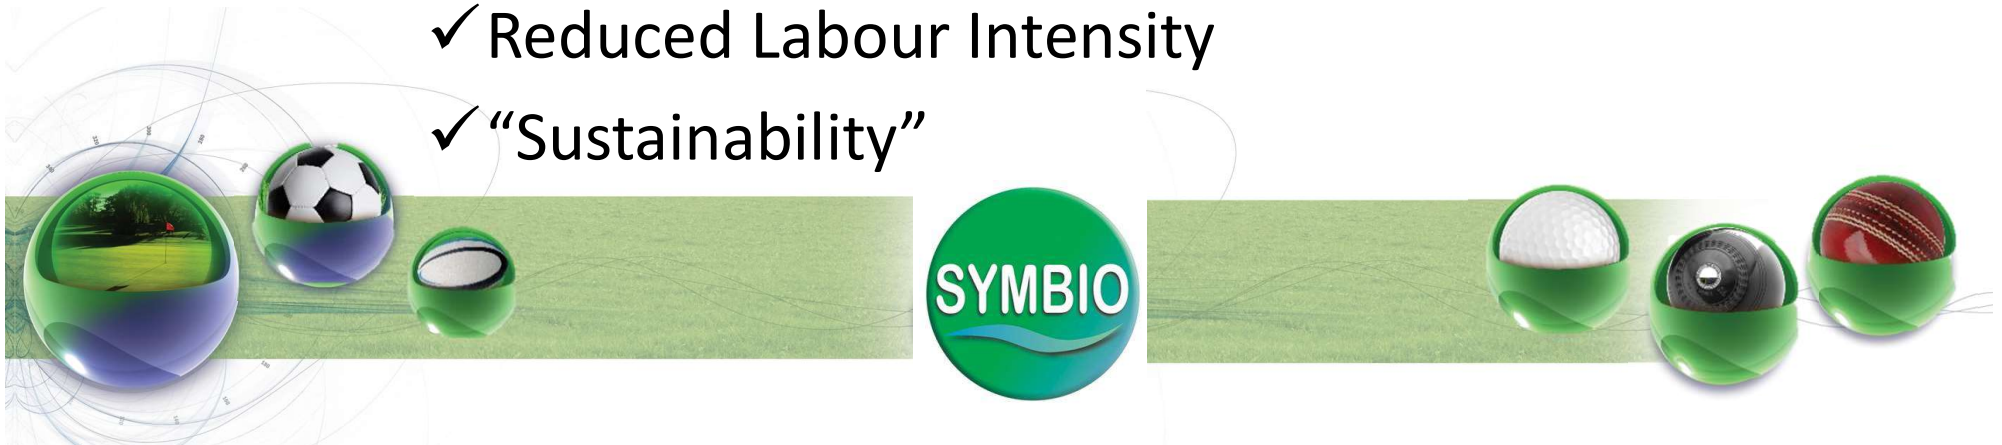 ✓ Reduced Labour Intensity
✓ “Sustainability”
SYMBIO